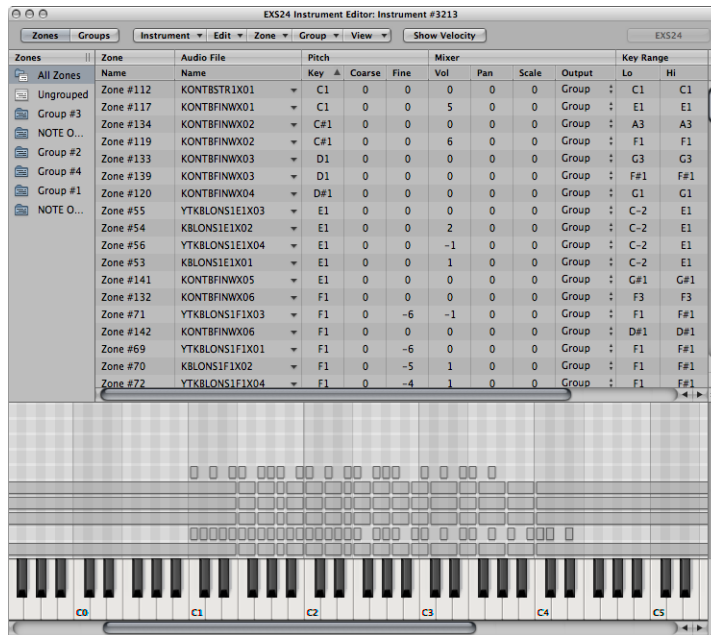 EXS24 Instrument Editor: Instrument #3213
Zones Groups Instrument Edit Zone Group View Show Velocity EXS24
Zones Zone Audio File Pitch Mixer Key Range
All Zones Name Name Key Coarse Fine Vol Pan Scale Output Lo Hi
Ungrouped
Group #3
NOTE O...
Group #2
Group #4
Group #1
NOTE O...
Zone #112 KONTBSTR1X01 C1 0 0 0 0 0 Group C1 C1
Zone #117 KONTBFINWX01 C1 0 0 5 0 0 Group E1 E1
Zone #134 KONTBFINWX02 C#1 0 0 0 0 0 Group A3 A3
Zone #119 KONTBFINWX02 C#1 0 0 6 0 0 Group F1 F1
Zone #133 KONTBFINWX03 D1 0 0 0 0 0 Group G3 G3
Zone #139 KONTBFINWX03 D1 0 0 0 0 0 Group F#1 F#1
Zone #120 KONTBFINWX04 D#1 0 0 0 0 0 Group G1 G1
Zone #55 YTKBLONS1E1X03 E1 0 0 0 0 0 Group C-2 E1
Zone #54 KBLONS1E1X02 E1 0 0 2 0 0 Group C-2 E1
Zone #56 YTKBLONS1E1X04 E1 0 0 -1 0 0 Group C-2 E1
Zone #53 KBLONS1E1X01 E1 0 0 1 0 0 Group C-2 E1
Zone #141 KONTBFINWX05 E1 0 0 0 0 0 Group G#1 G#1
Zone #132 KONTBFINWX06 F1 0 0 0 0 0 Group F3 F3
Zone #71 YTKBLONS1F1X03 F1 0 -6 -1 0 0 Group F1 F#1
Zone #142 KONTBFINWX06 F1 0 0 0 0 0 Group D#1 D#1
Zone #69 YTKBLONS1F1X01 F1 0 -6 0 0 0 Group F1 F#1
Zone #70 KBLONS1F1X02 F1 0 -5 1 0 0 Group F1 F#1
Zone #72 YTKBLONS1F1X04 F1 0 -4 1 0 0 Group F1 F#1
C0 C1 C2 C3 C4 C5